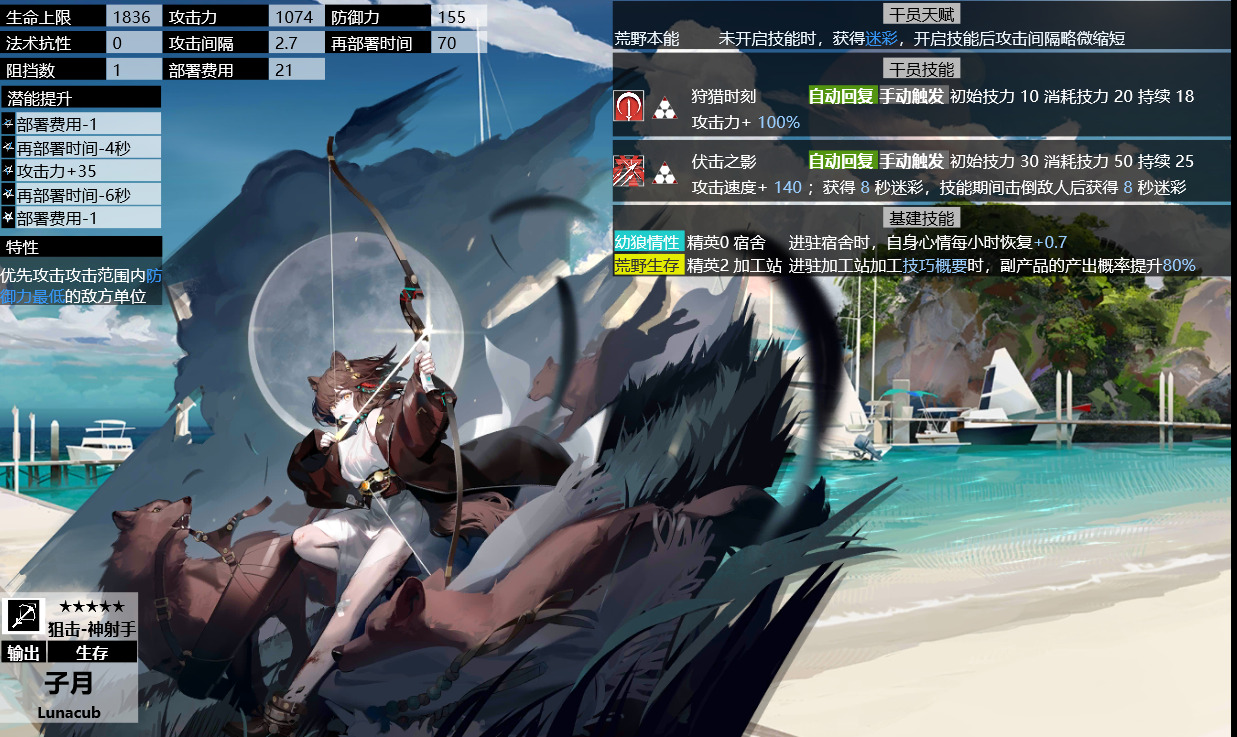 生命上限 1836 攻击力 1074 防御力 155
法术抗性 0 攻击间隔 2.7 再部署时间 70
阻挡数 1 部署费用 21
潜能提升
部署费用-1
再部署时间-4秒
攻击力+35
再部署时间-6秒
部署费用-1
特性
优先攻击攻击范围内防
御力最低的敌方单位
干员天赋
荒野本能 未开启技能时，获得迷彩，开启技能后攻击间隔略微缩短
干员技能
狩猎时刻 自动回复 手动触发 初始技力 10 消耗技力 20 持续 18
攻击力+ 100%
伏击之影 自动回复 手动触发 初始技力 30 消耗技力 50 持续 25
攻击速度+ 140 ；获得 8 秒迷彩，技能期间击倒敌人后获得 8 秒迷彩
基建技能
幼狼情性 精英0 宿舍 进驻宿舍时，自身心情每小时恢复+0.7
荒野生存 精英2 加工站 进驻加工站加工技巧概要时，副产品的产出概率提升80%
★★★★★
狙击-神射手
输出 生存
子月
Lunacub